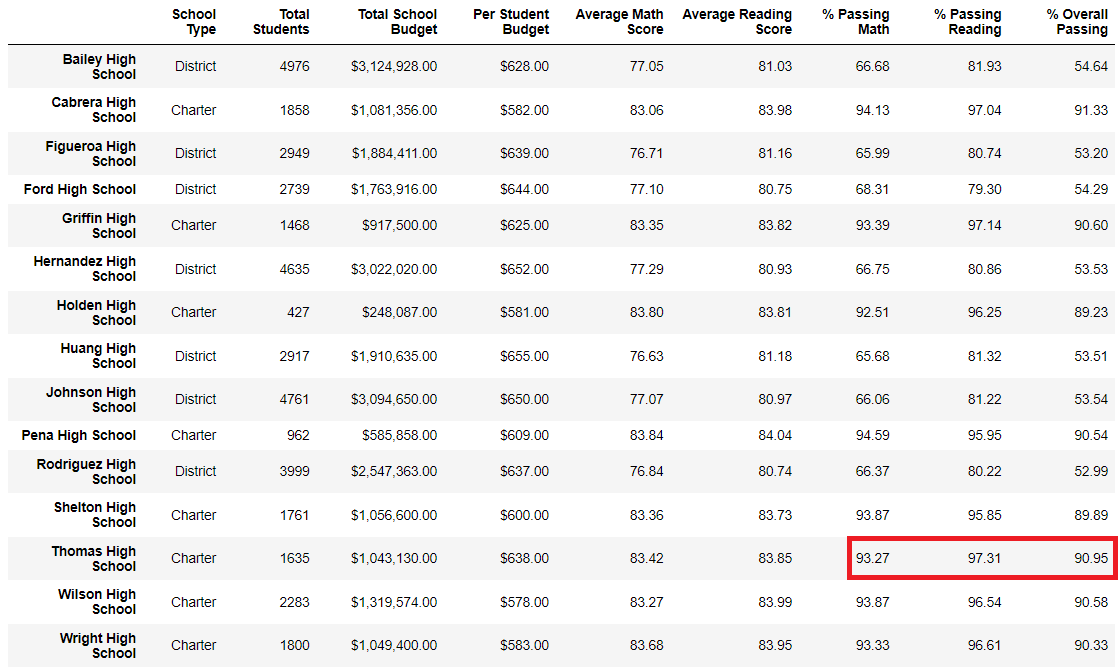 School Type Total Students Total School Budget Per Student Budget Average Math Score Average Reading Score % Passing Math % Passing Reading % Overall Passing
Bailey High School District 4976 $3,124,928.00 $628.00 77.05 81.03 66.68 81.93 54.64
Cabrera High School Charter 1858 $1,081,356.00 $582.00 83.06 83.98 94.13 97.04 91.33
Figueroa High School District 2949 $1,884,411.00 $639.00 76.71 81.16 65.99 80.74 53.20
Ford High School District 2739 $1,763,916.00 $644.00 77.10 80.75 68.31 79.30 54.29
Griffin High School Charter 1468 $917,500.00 $625.00 83.35 83.82 93.39 97.14 90.60
Hernandez High School District 4635 $3,022,020.00 $652.00 77.29 80.93 66.75 80.86 53.53
Holden High School Charter 427 $248,087.00 $581.00 83.80 83.81 92.51 96.25 89.23
Huang High School District 2917 $1,910,635.00 $655.00 76.63 81.18 65.68 81.32 53.51
Johnson High School District 4761 $3,094,650.00 $650.00 77.07 80.97 66.06 81.22 53.54
Pena High School Charter 962 $585,858.00 $609.00 83.84 84.04 94.59 95.95 90.54
Rodriguez High School District 3999 $2,547,363.00 $637.00 76.84 80.74 66.37 80.22 52.99
Shelton High School Charter 1761 $1,056,600.00 $600.00 83.36 83.73 93.87 95.85 89.89
Thomas High School Charter 1635 $1,043,130.00 $638.00 83.42 83.85 93.27 97.31 90.95
Wilson High School Charter 2283 $1,319,574.00 $578.00 83.27 83.99 93.87 96.54 90.58
Wright High School Charter 1800 $1,049,400.00 $583.00 83.68 83.95 93.33 96.61 90.33